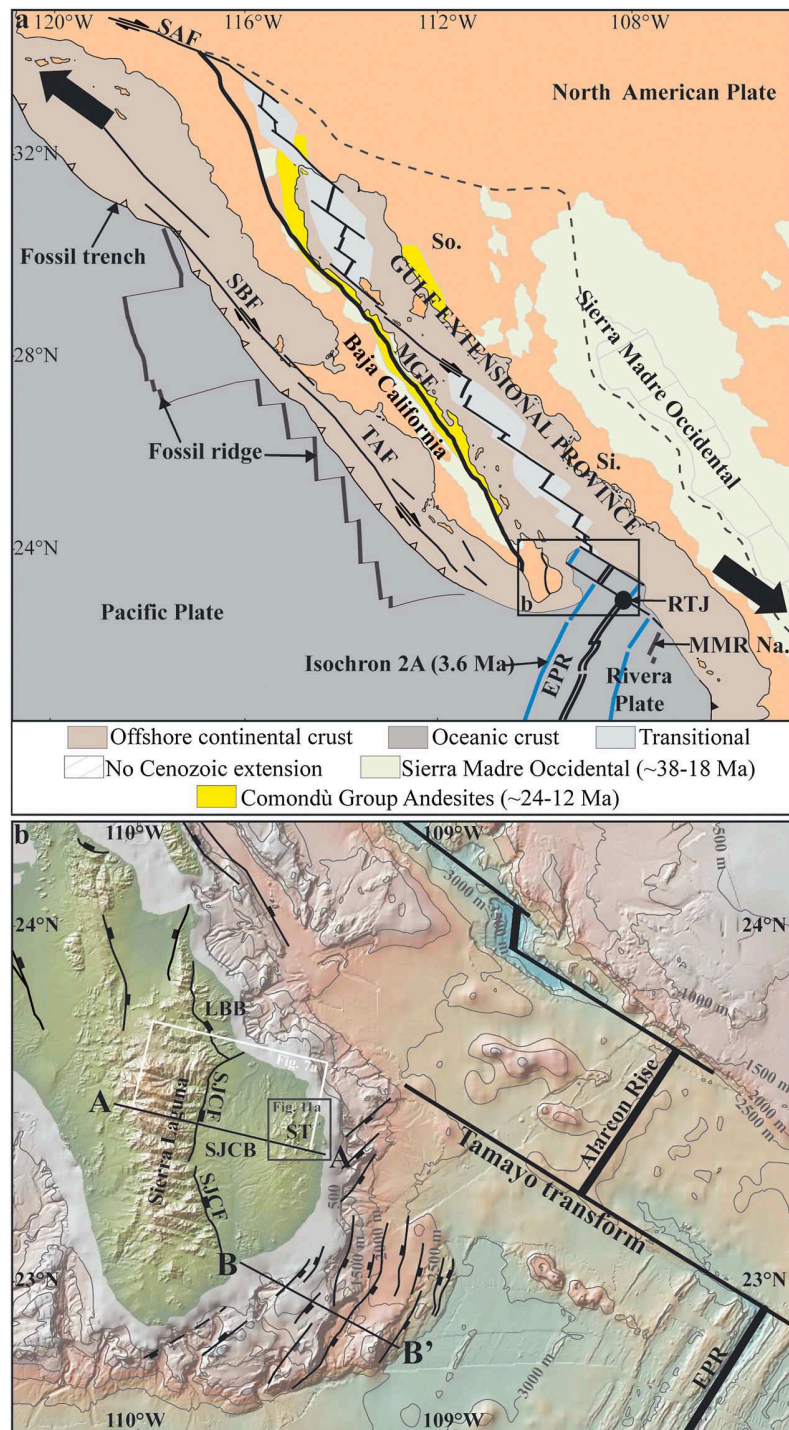 a
120°W
116°W
112°W
108°W
SAF
North American Plate
32°N
So.
Fossil trench
GULF EXTENSIONAL PROVINCE
SBF
Sierra Madre Occidental
28°N
MGE
Baja California
Fossil ridge
TAF
Si.
24°N
b
RTJ
Pacific Plate
MMR Na.
Isochron 2A (3.6 Ma)
EPR
Rivera
Plate
Offshore continental crust
Oceanic crust
Transitional
No Cenozoic extension
Sierra Madre Occidental (~38-18 Ma)
Comondù Group Andesites (~24-12 Ma)
b
110°W
109°W
500 m
3000 m
24°N
24°N
1000 m
LBB
1500 m
2000 m
2500 m
Fig. 7a
SJCF
Alarcon Rise
A
Fig. 11a
ST
Sierra Laguna
SJCB
A
Tamayo transform
500
SJCF
B
1500 m
2500 m
23°N
23°N
B’
3000 m
EPR
110°W
109°W